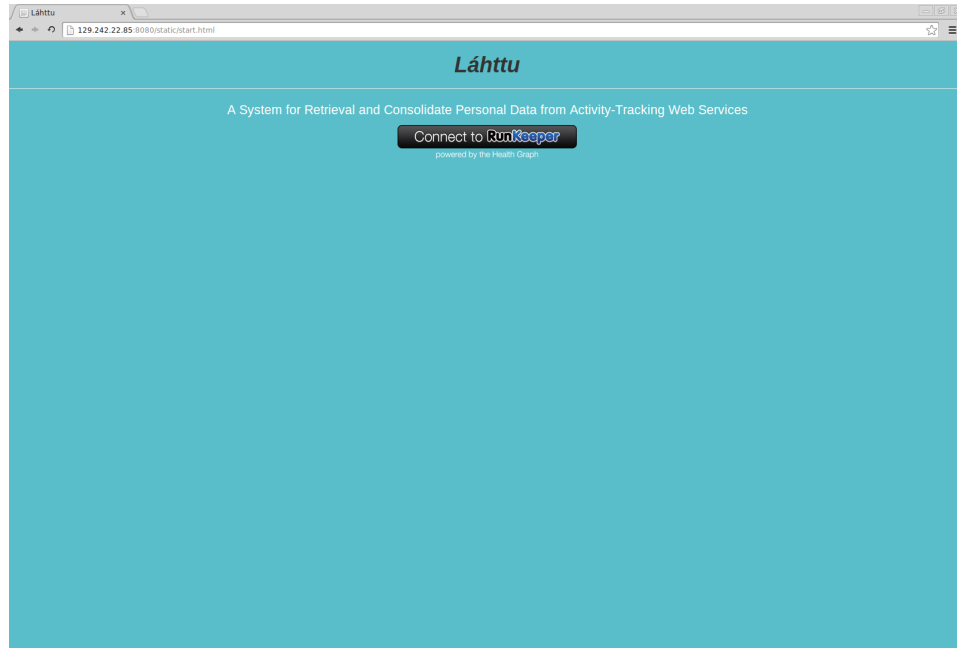 Láhttu
129.242.22.85:8080/static/start.html
Láhttu
A System for Retrieval and Consolidate Personal Data from Activity-Tracking Web Services
Connect to RunKeeper
powered by the Health Graph